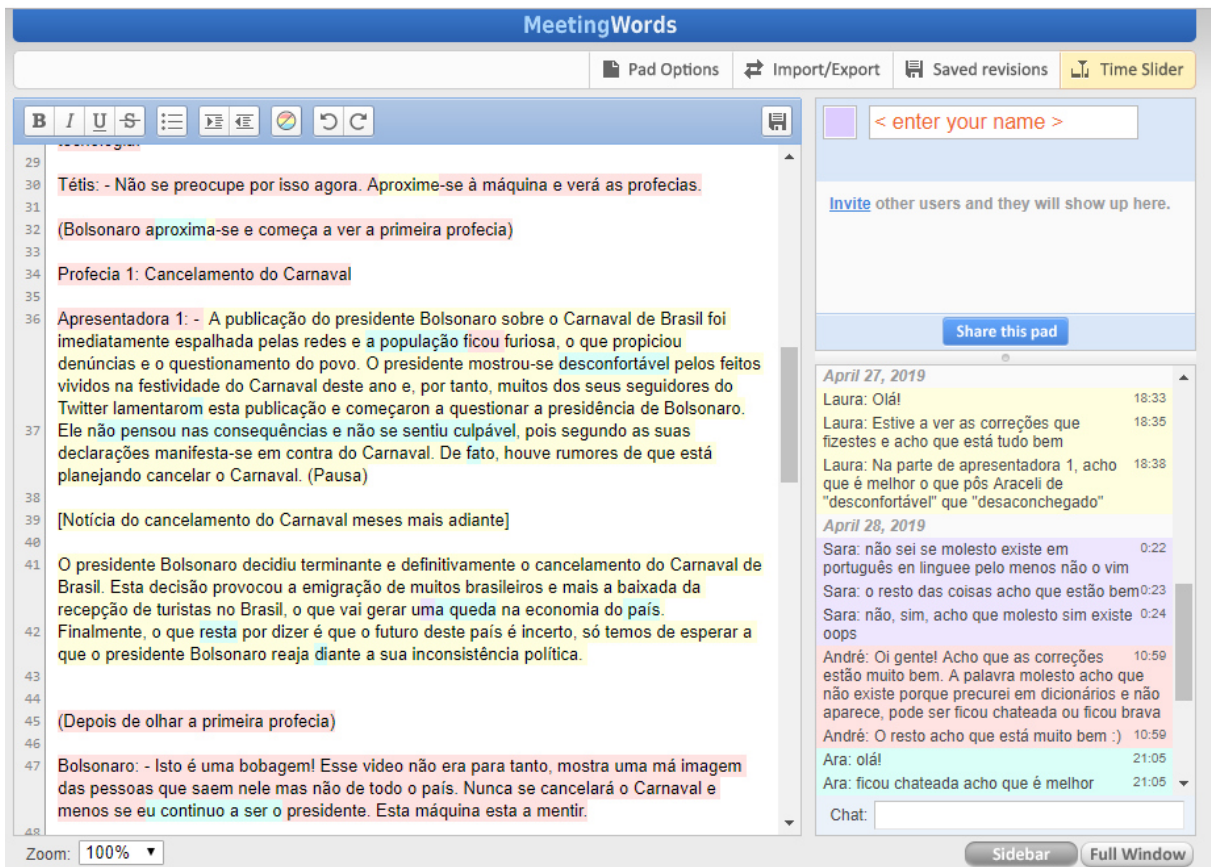 MeetingWords
Pad Options
Import/Export
Saved revisions
Time Slider
B I U S
< enter your name >
Invite other users and they will show up here.
Share this pad
tecnologia.
29
30 Tétis: - Não se preocupe por isso agora. Aproxime-se à máquina e verá as profecias.
31
32 (Bolsonaro aproxima-se e começa a ver a primeira profecia)
33
34 Profecia 1: Cancelamento do Carnaval
35
36 Apresentadora 1: - A publicação do presidente Bolsonaro sobre o Carnaval de Brasil foi
imediatamente espalhada pelas redes e a população ficou furiosa, o que propiciou
denúncias e o questionamento do povo. O presidente mostrou-se desconfortável pelos feitos
vividos na festividade do Carnaval deste ano e, por tanto, muitos dos seus seguidores do
Twitter lamentarom esta publicação e começaron a questionar a presidência de Bolsonaro.
37 Ele não pensou nas consequências e não se sentiu culpável, pois segundo as suas
declarações manifesta-se em contra do Carnaval. De fato, houve rumores de que está
planejando cancelar o Carnaval. (Pausa)
38
39 [Notícia do cancelamento do Carnaval meses mais adiante]
40
41 O presidente Bolsonaro decidiu terminante e definitivamente o cancelamento do Carnaval de
Brasil. Esta decisão provocou a emigração de muitos brasileiros e mais a baixada da
recepção de turistas no Brasil, o que vai gerar uma queda na economia do país.
42 Finalmente, o que resta por dizer é que o futuro deste país é incerto, só temos de esperar a
que o presidente Bolsonaro reaja diante a sua inconsistência política.
43
44
45 (Depois de olhar a primeira profecia)
46
47 Bolsonaro: - Isto é uma bobagem! Esse video não era para tanto, mostra uma má imagem
das pessoas que saem nele mas não de todo o país. Nunca se cancelará o Carnaval e
menos se eu continuo a ser o presidente. Esta máquina esta a mentir.
48
April 27, 2019
Laura: Olá! 18:33
Laura: Estive a ver as correções que 18:35
fizestes e acho que está tudo bem
Laura: Na parte de apresentadora 1, acho 18:38
que é melhor o que pôs Araceli de
"desconfortável" que "desaconchegado"
April 28, 2019
Sara: não sei se molesto existe em 0:22
português en linguee pelo menos não o vim
Sara: o resto das coisas acho que estão bem 0:23
Sara: não, sim, acho que molesto sim existe 0:24
oops
André: Oi gente! Acho que as correções 10:59
estão muito bem. A palavra molesto acho que
não existe porque precurei em dicionários e não
aparece, pode ser ficou chateada ou ficou brava
André: O resto acho que está muito bem :) 10:59
Ara: olá! 21:05
Ara: ficou chateada acho que é melhor 21:05
Chat:
Zoom: 100%
Sidebar
Full Window